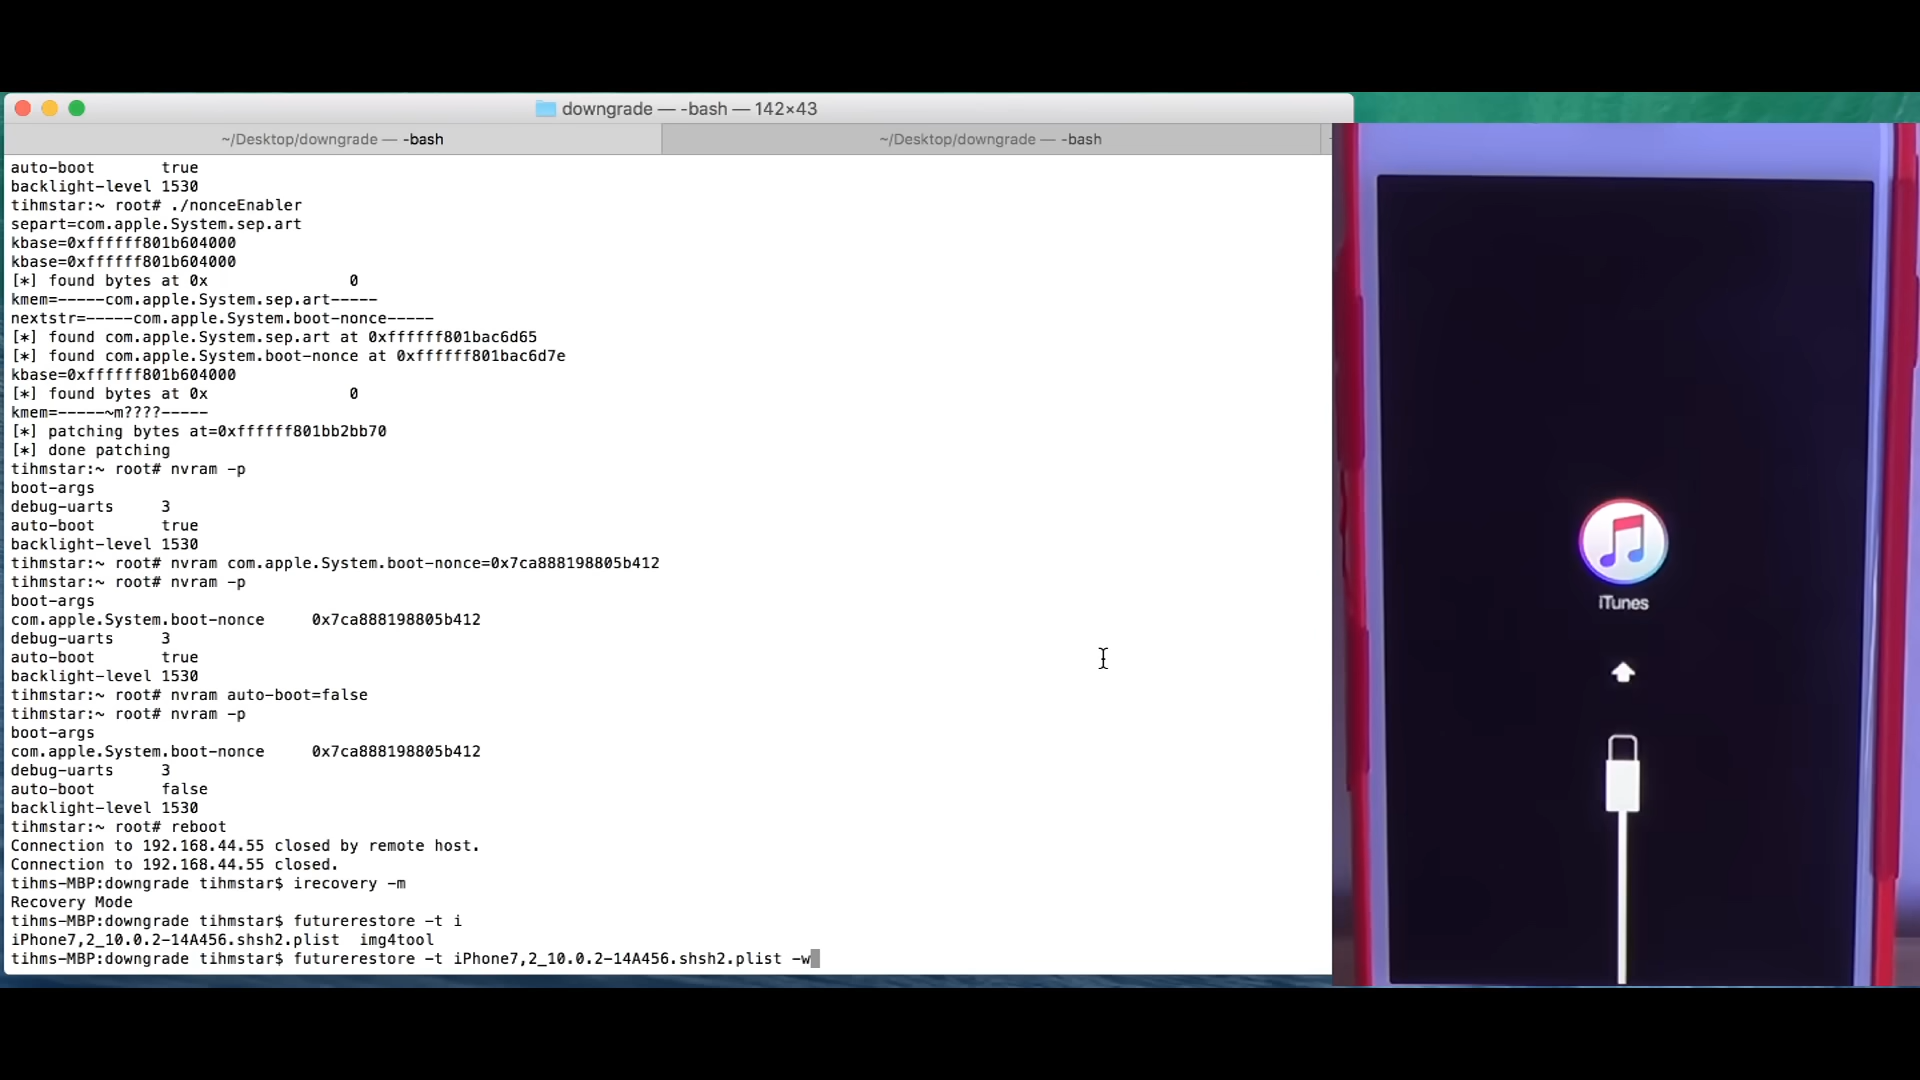 downgrade — -bash — 142×43
~/Desktop/downgrade — -bash
~/Desktop/downgrade — -bash
auto-boot true
backlight-level 1530
tihmstar:~ root# ./nonceEnabler
separt=com.apple.System.sep.art
kbase=0xffffff801b604000
kbase=0xffffff801b604000
[*] found bytes at 0x 0
kmem=-----com.apple.System.sep.art-----
nextstr=-----com.apple.System.boot-nonce-----
[*] found com.apple.System.sep.art at 0xffffff801bac6d65
[*] found com.apple.System.boot-nonce at 0xffffff801bac6d7e
kbase=0xffffff801b604000
[*] found bytes at 0x 0
kmem=-----~m????-----
[*] patching bytes at=0xffffff801bb2bb70
[*] done patching
tihmstar:~ root# nvram -p
boot-args
debug-uarts 3
auto-boot true
backlight-level 1530
tihmstar:~ root# nvram com.apple.System.boot-nonce=0x7ca888198805b412
tihmstar:~ root# nvram -p
boot-args
com.apple.System.boot-nonce 0x7ca888198805b412
debug-uarts 3
auto-boot true
backlight-level 1530
tihmstar:~ root# nvram auto-boot=false
tihmstar:~ root# nvram -p
boot-args
com.apple.System.boot-nonce 0x7ca888198805b412
debug-uarts 3
auto-boot false
backlight-level 1530
tihmstar:~ root# reboot
Connection to 192.168.44.55 closed by remote host.
Connection to 192.168.44.55 closed.
tihms-MBP:downgrade tihmstar$ irecovery -m
Recovery Mode
tihms-MBP:downgrade tihmstar$ futurerestore -t i
iPhone7,2_10.0.2-14A456.shsh2.plist img4tool
tihms-MBP:downgrade tihmstar$ futurerestore -t iPhone7,2_10.0.2-14A456.shsh2.plist -w
iTunes